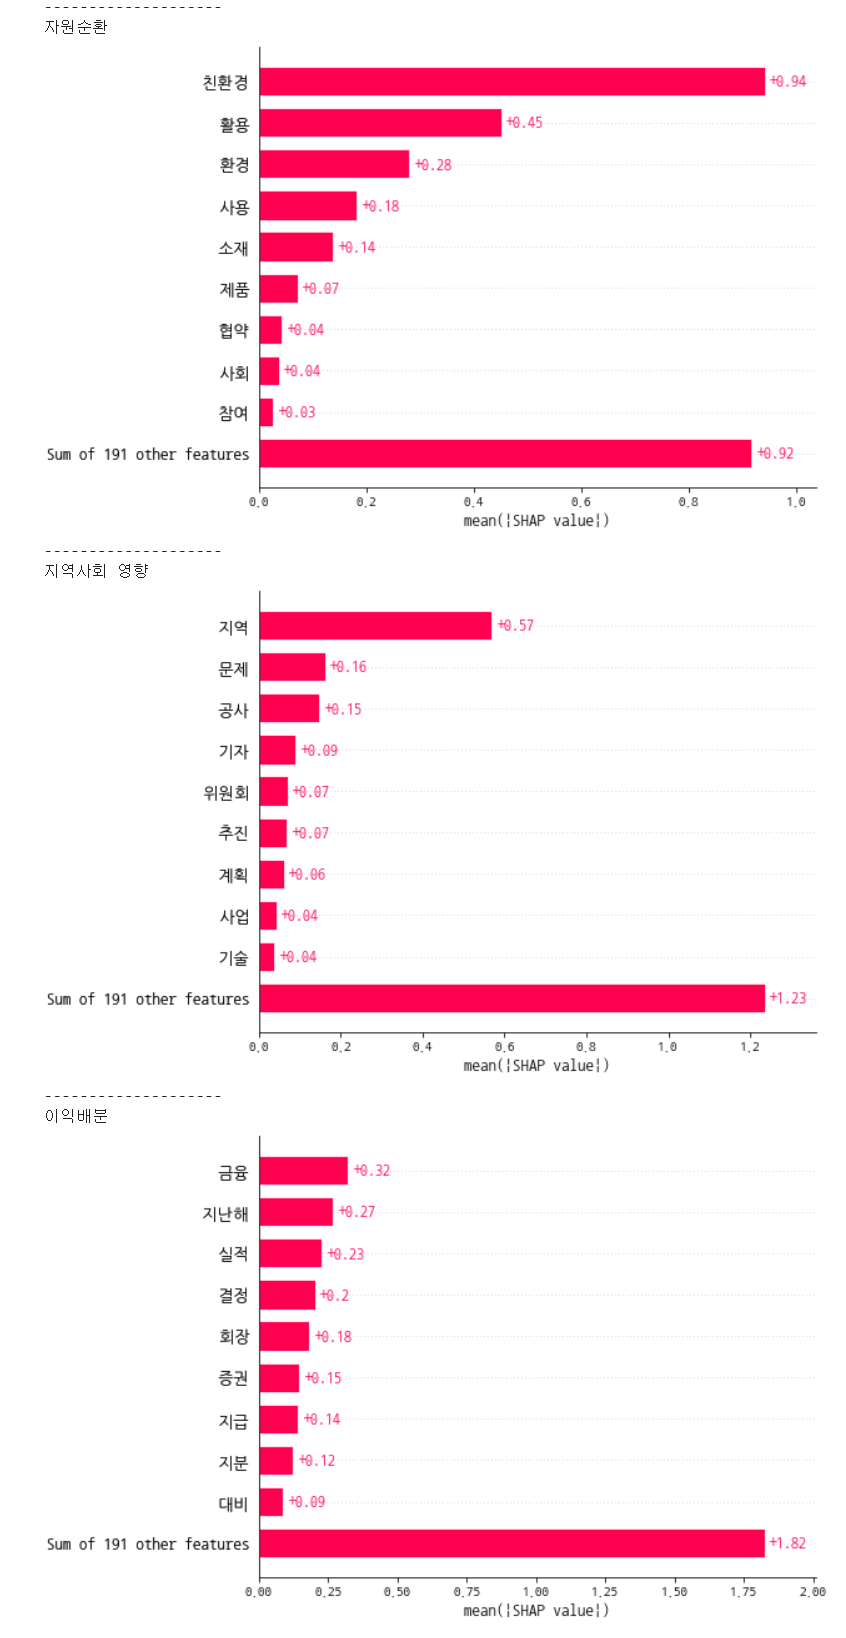 --------------------
자원순환
친환경 +0.94
활용 +0.45
환경 +0.28
사용 +0.18
소재 +0.14
제품 +0.07
협약 +0.04
사회 +0.04
참여 +0.03
Sum of 191 other features +0.92
0.0 0.2 0.4 0.6 0.8 1.0
mean(|SHAP value|)
--------------------
지역사회 영향
지역 +0.57
문제 +0.16
공사 +0.15
기자 +0.09
위원회 +0.07
추진 +0.07
계획 +0.06
사업 +0.04
기술 +0.04
Sum of 191 other features +1.23
0.0 0.2 0.4 0.6 0.8 1.0 1.2
mean(|SHAP value|)
--------------------
이익배분
금융 +0.32
지난해 +0.27
실적 +0.23
결정 +0.2
회장 +0.18
증권 +0.15
지급 +0.14
지분 +0.12
대비 +0.09
Sum of 191 other features +1.82
0.00 0.25 0.50 0.75 1.00 1.25 1.50 1.75 2.00
mean(|SHAP value|)